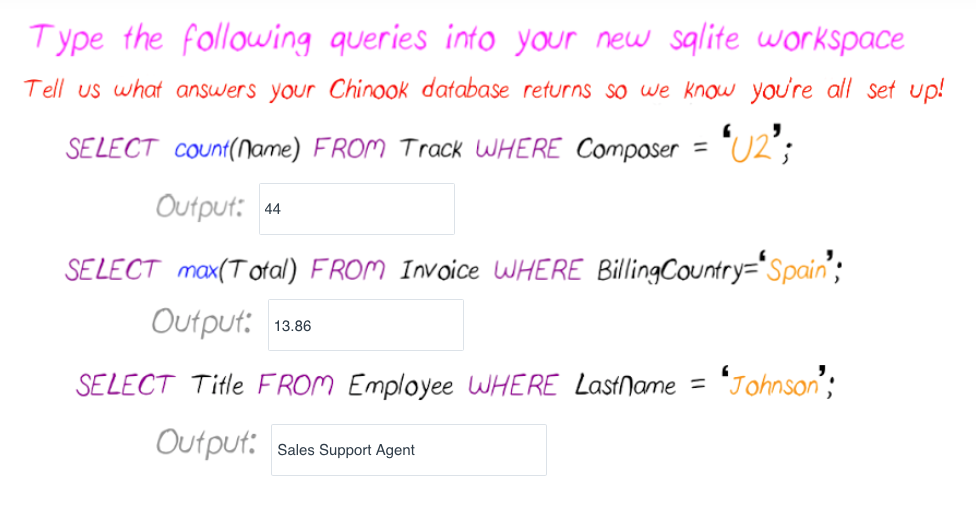 Type the following queries into your new sqlite workspace
Tell us what answers your Chinook database returns so we know you're all set up!
SELECT count(Name) FROM Track WHERE Composer = ‘U2’;
Output: 44
SELECT max(Total) FROM Invoice WHERE BillingCountry=‘Spain’;
Output: 13.86
SELECT Title FROM Employee WHERE LastName = ‘Johnson’;
Output: Sales Support Agent